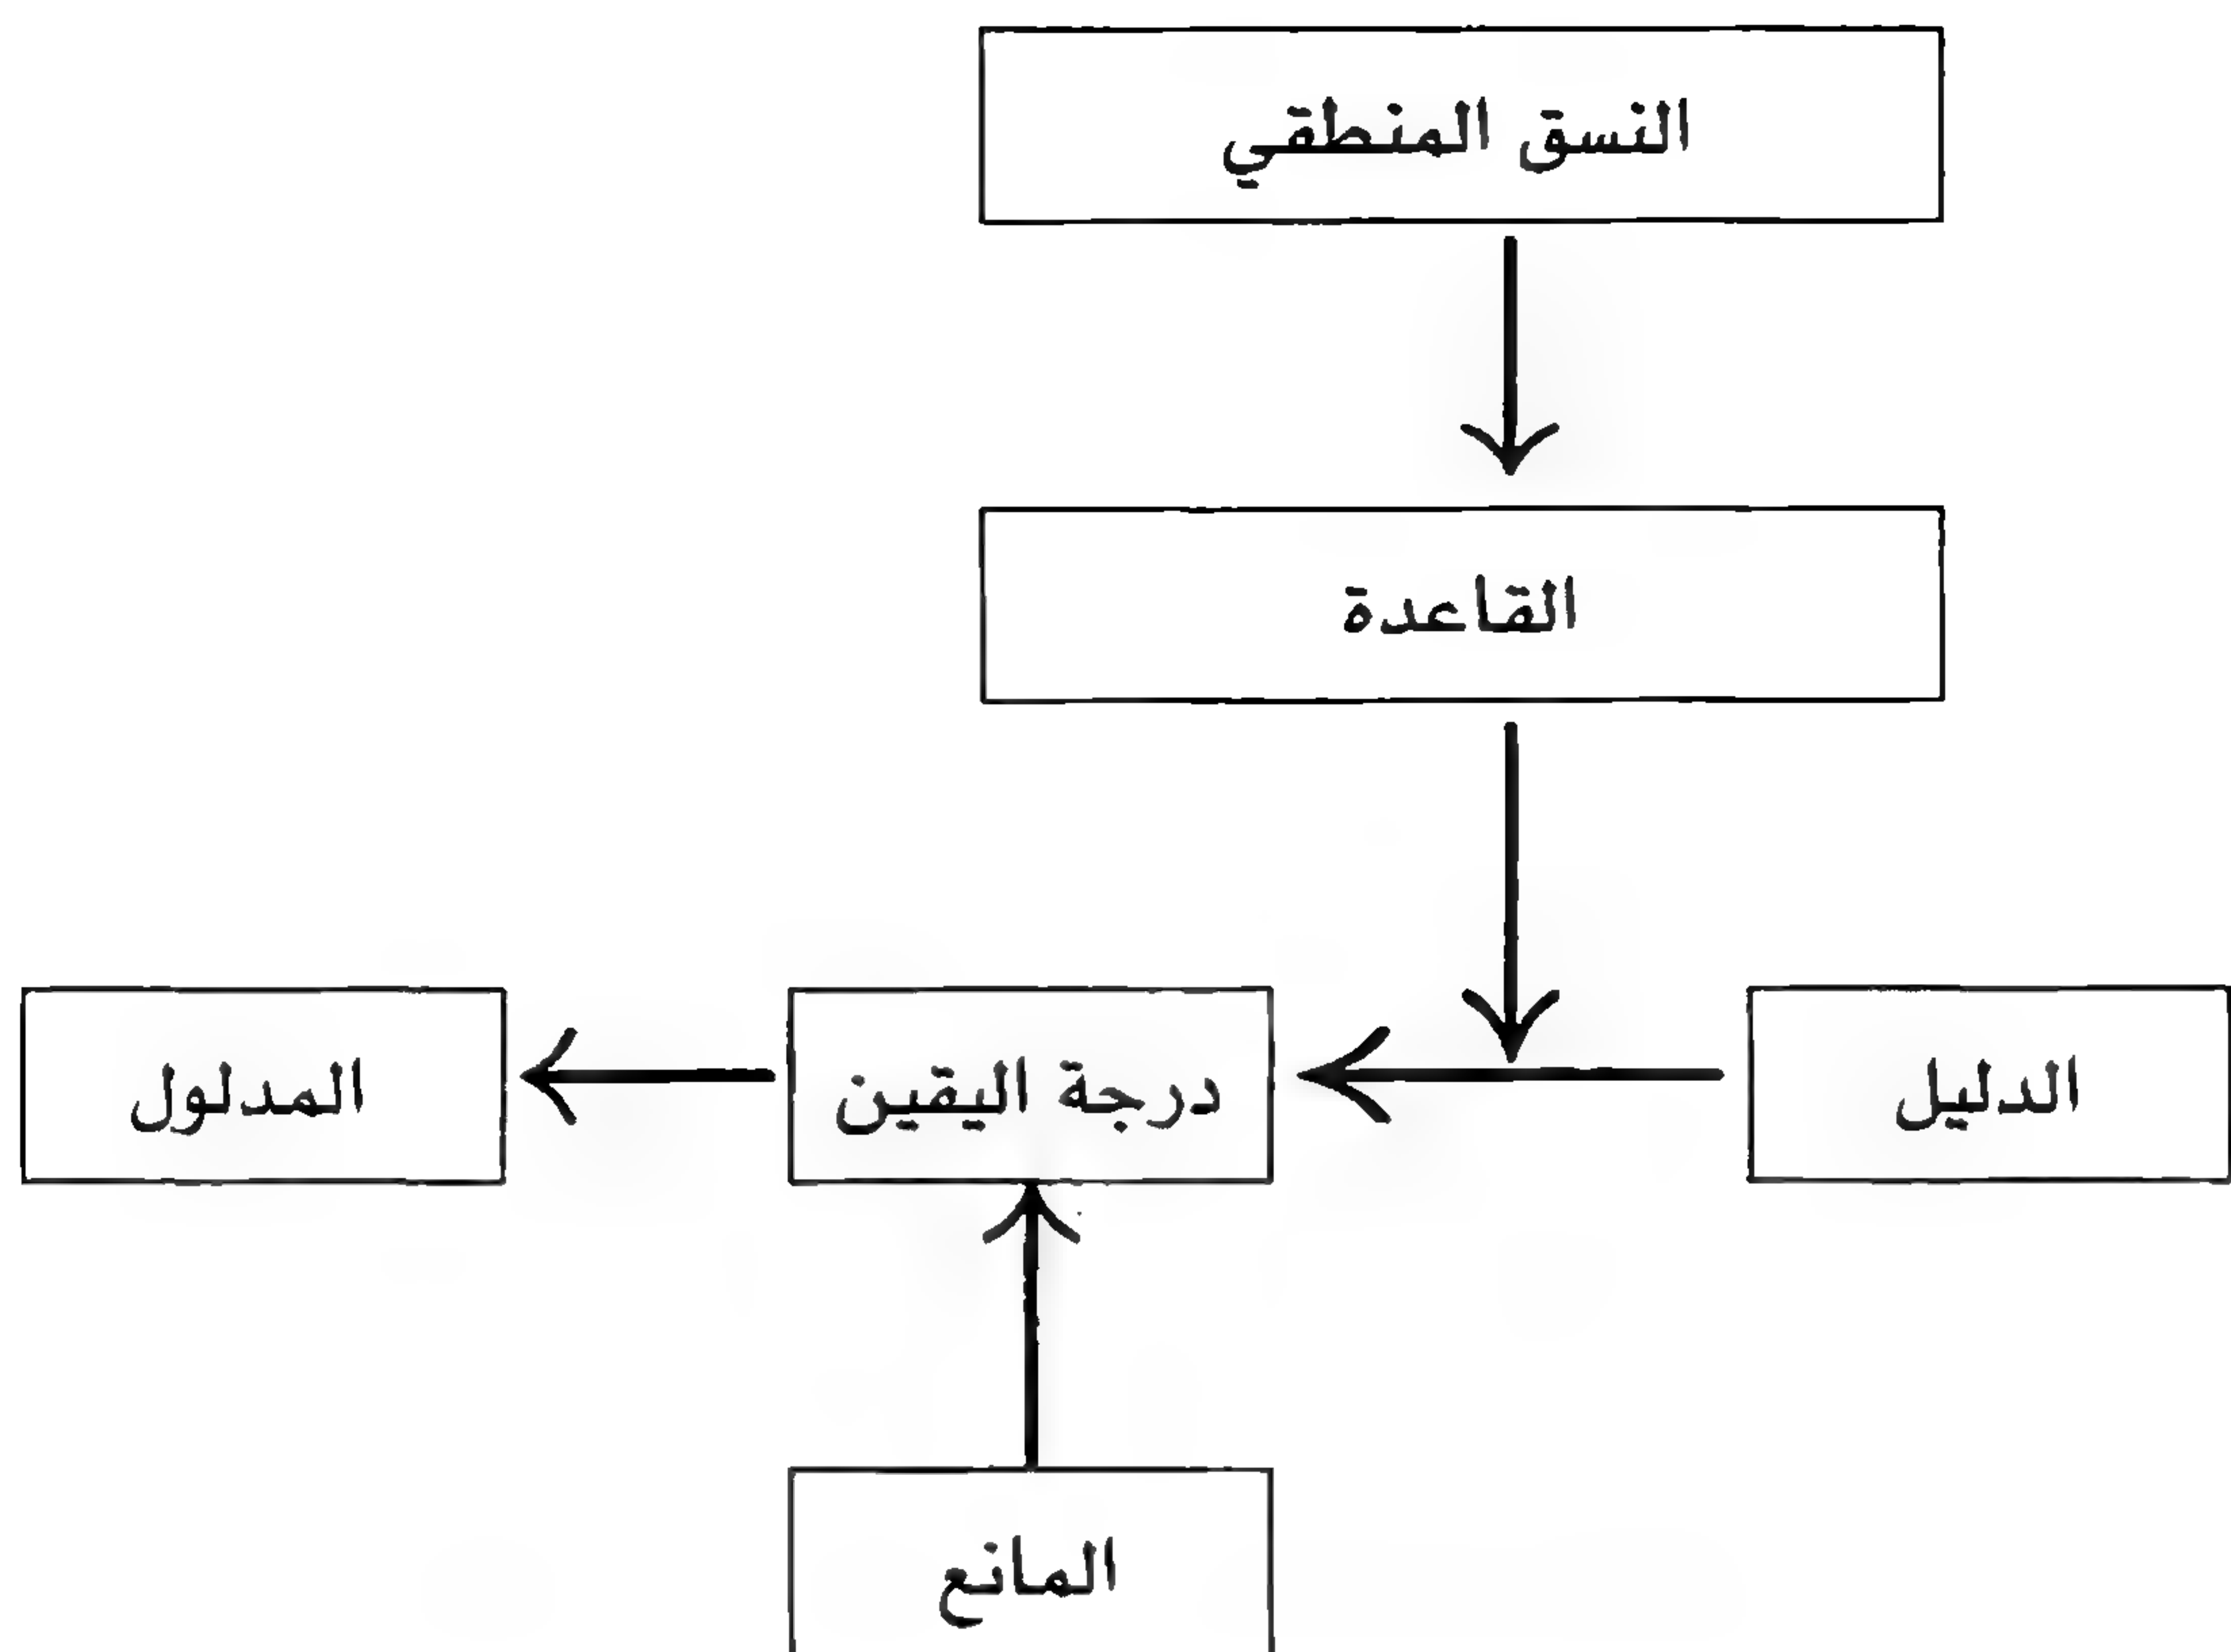 النسق المنطقي
القاعدة
الدليل
درجة اليقين
المدلول
المانع